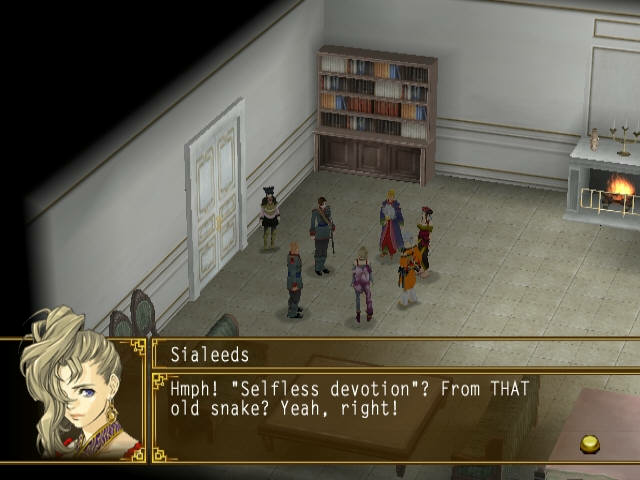 Sialeeds
Hmph! "Selfless devotion"? From THAT
old snake? Yeah, right!